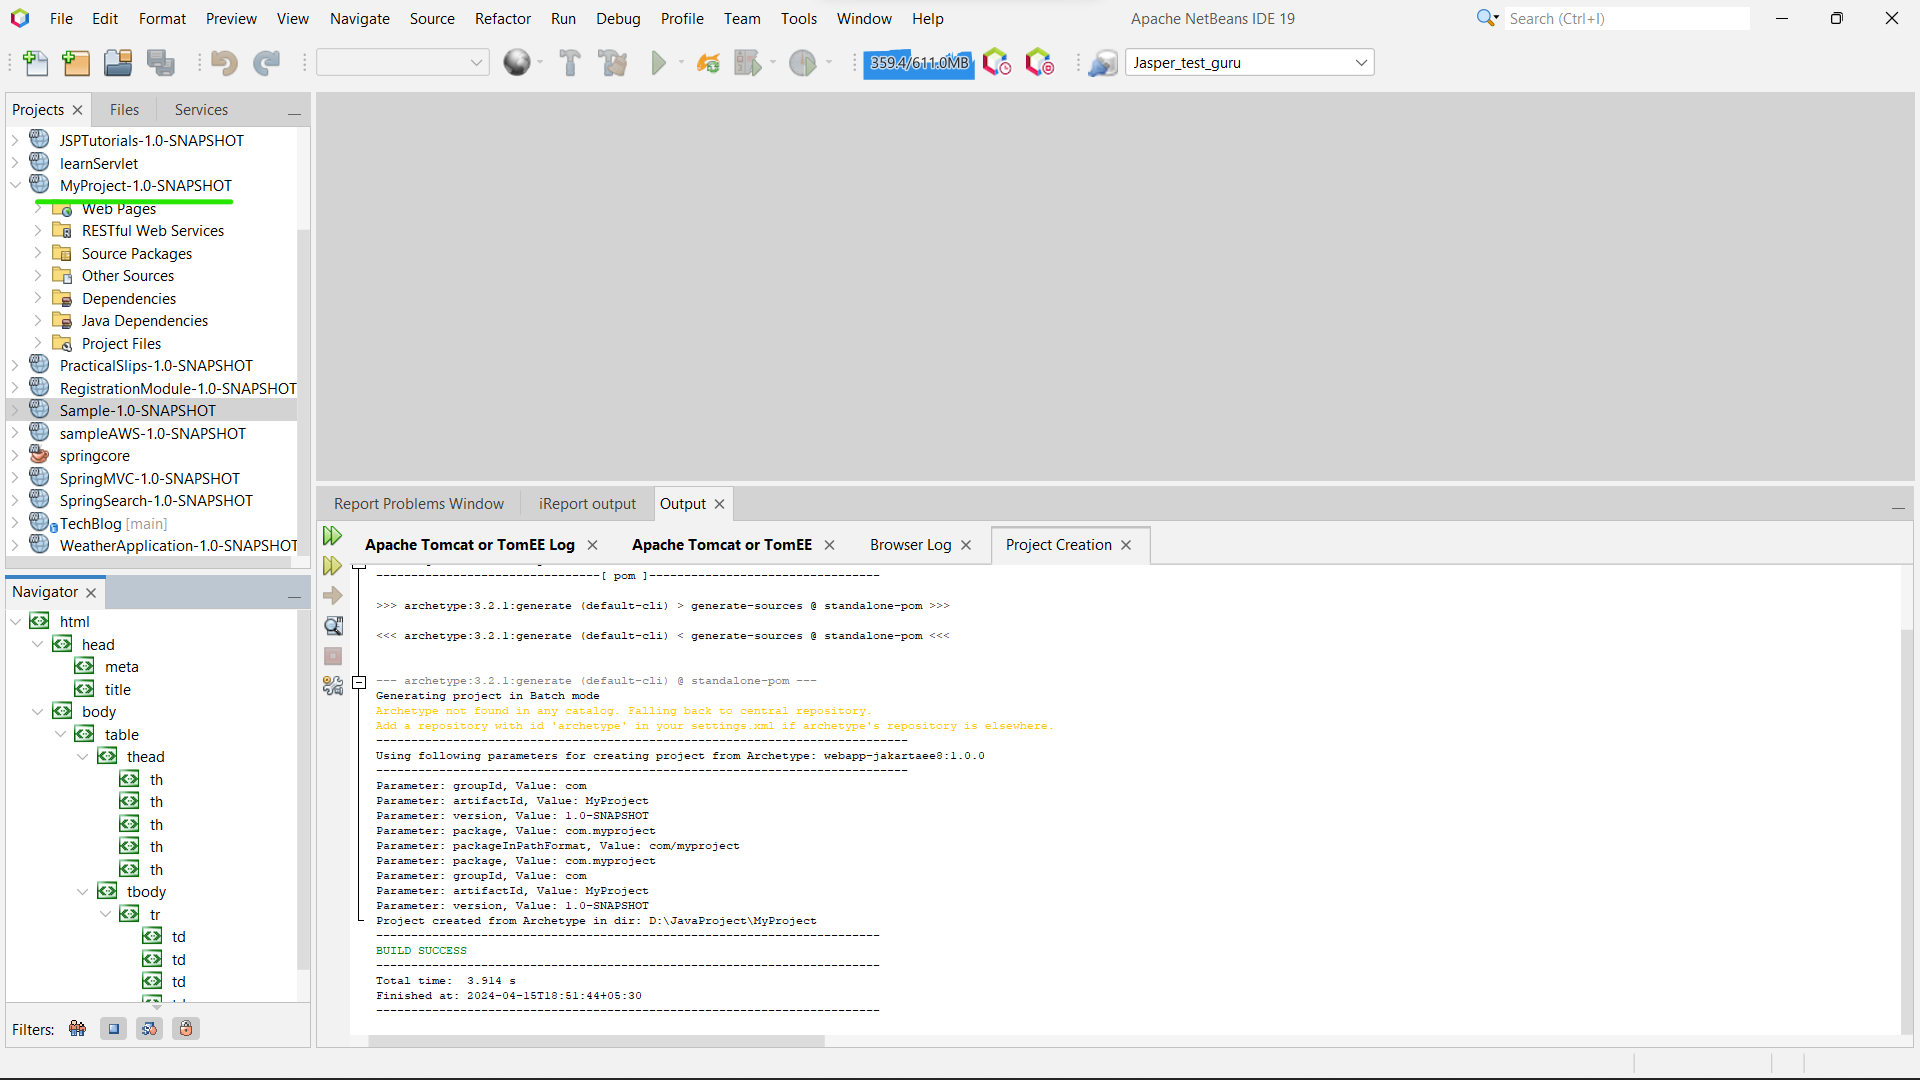 File Edit Format Preview View Navigate Source Refactor Run Debug Profile Team Tools Window Help Apache NetBeans IDE 19 Search (Ctrl+I)
359.4/611.0MB Jasper_test_guru
Projects Files Services
JSPTutorials-1.0-SNAPSHOT
learnServlet
MyProject-1.0-SNAPSHOT
Web Pages
RESTful Web Services
Source Packages
Other Sources
Dependencies
Java Dependencies
Project Files
PracticalSlips-1.0-SNAPSHOT
RegistrationModule-1.0-SNAPSHOT
Sample-1.0-SNAPSHOT
sampleAWS-1.0-SNAPSHOT
springcore
SpringMVC-1.0-SNAPSHOT
SpringSearch-1.0-SNAPSHOT
TechBlog [main]
WeatherApplication-1.0-SNAPSHOT
Navigator
html
head
meta
title
body
table
thead
th
th
th
th
th
tbody
tr
td
td
td
Filters:
Report Problems Window iReport output Output
Apache Tomcat or TomEE Log Apache Tomcat or TomEE Browser Log Project Creation
--------------------------------[ pom ]---------------------------------
>>> archetype:3.2.1:generate (default-cli) > generate-sources @ standalone-pom >>>
<<< archetype:3.2.1:generate (default-cli) < generate-sources @ standalone-pom <<<
--- archetype:3.2.1:generate (default-cli) @ standalone-pom ---
Generating project in Batch mode
Archetype not found in any catalog. Falling back to central repository.
Add a repository with id 'archetype' in your settings.xml if archetype's repository is elsewhere.
----------------------------------------------------------------------------
Using following parameters for creating project from Archetype: webapp-jakartaee8:1.0.0
----------------------------------------------------------------------------
Parameter: groupId, Value: com
Parameter: artifactId, Value: MyProject
Parameter: version, Value: 1.0-SNAPSHOT
Parameter: package, Value: com.myproject
Parameter: packageInPathFormat, Value: com/myproject
Parameter: package, Value: com.myproject
Parameter: groupId, Value: com
Parameter: artifactId, Value: MyProject
Parameter: version, Value: 1.0-SNAPSHOT
Project created from Archetype in dir: D:\JavaProject\MyProject
------------------------------------------------------------------------
BUILD SUCCESS
------------------------------------------------------------------------
Total time:  3.914 s
Finished at: 2024-04-15T18:51:44+05:30
------------------------------------------------------------------------